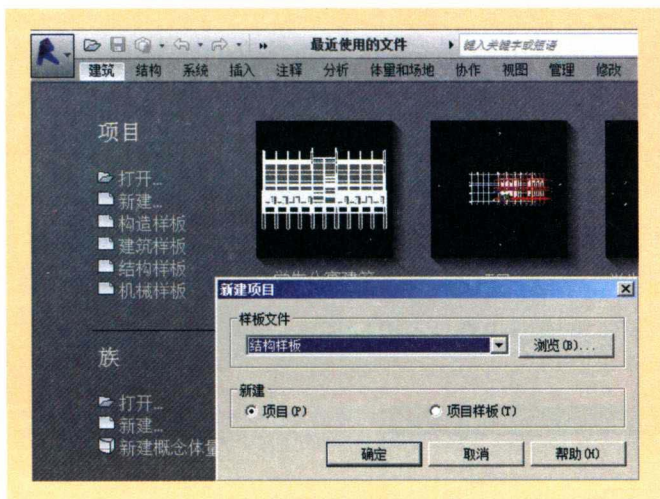 最近使用的文件
键入关键字或短语
建筑 结构 系统 插入 注释 分析 体量和场地 协作 视图 管理 修改
项目
打开...
新建...
构造样板
建筑样板
结构样板
机械样板
族
打开...
新建...
新建概念体量
新建项目
样板文件
结构样板
浏览(B)...
新建
项目(P)
项目样板(T)
确定 取消 帮助(H)